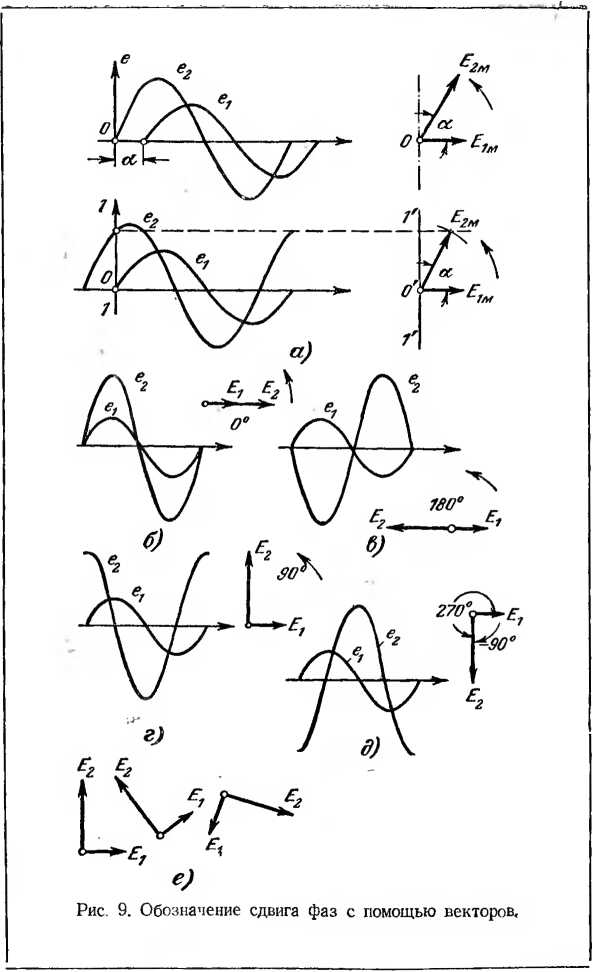 e e₂ e₁ E₂м
0 α 0 α E₁м
1 e₂ 1' E₂м
e₁ α
0 0' E₁м
1 1'
а)
e₂ E₁ E₂ e₂
e₁ 0° e₁
180°
E₂ E₁
б) в)
e₂ E₂ 90°
e₁ E₁ 270° E₁
e₁ e₂ –90°
E₂
г) д)
E₂ E₂ E₁ E₂
E₁ E₁
е)
Рис. 9. Обозначение сдвига фаз с помощью векторов.